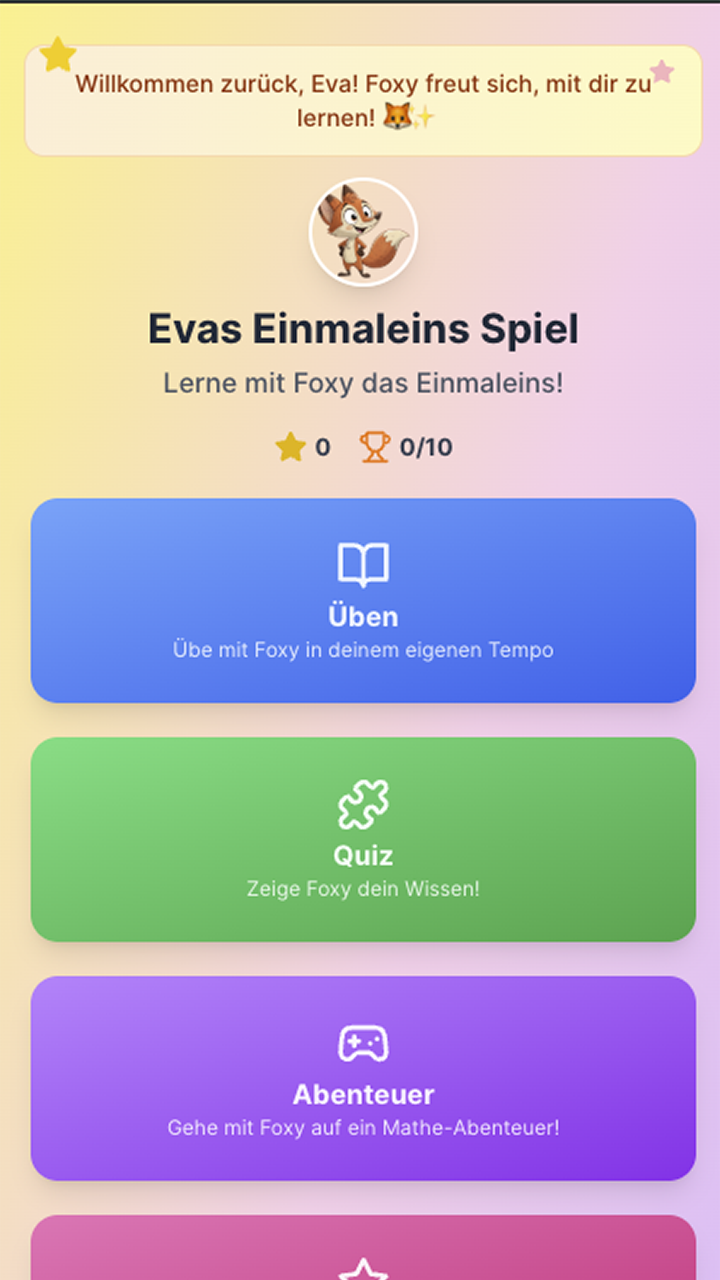 Willkommen zurück, Eva! Foxy freut sich, mit dir zu
lernen! 🦊✨
Evas Einmaleins Spiel
Lerne mit Foxy das Einmaleins!
0 0/10
Üben
Übe mit Foxy in deinem eigenen Tempo
Quiz
Zeige Foxy dein Wissen!
Abenteuer
Gehe mit Foxy auf ein Mathe-Abenteuer!